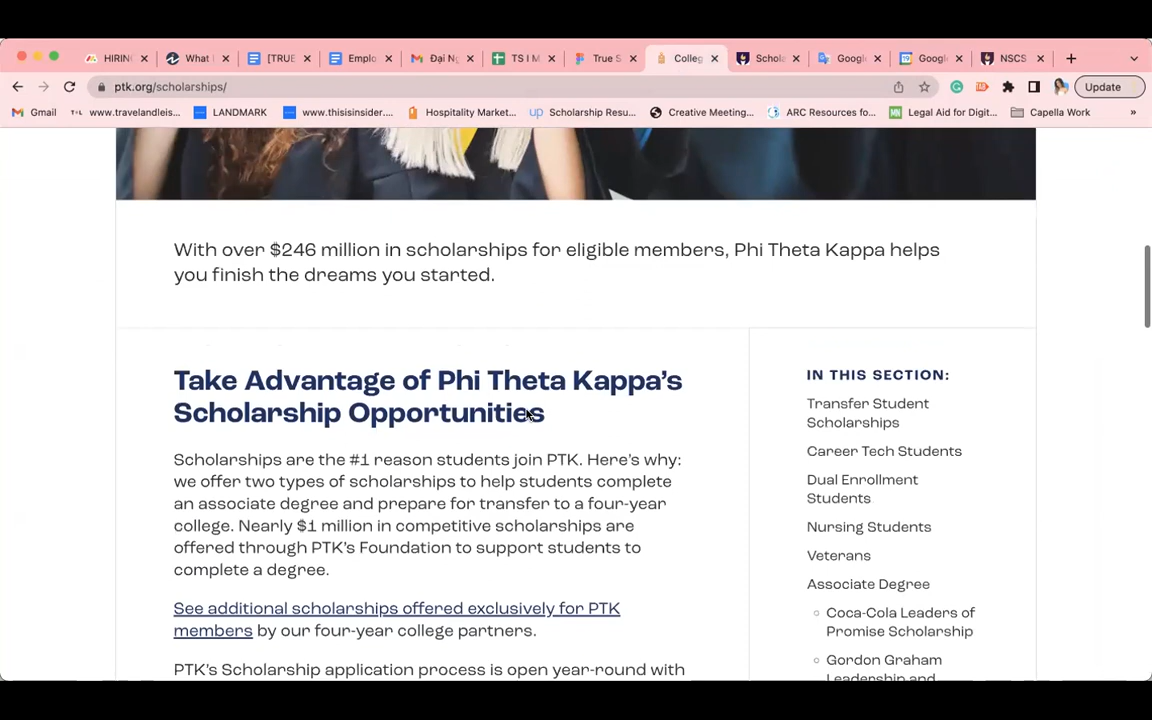 HIRIN
What
[TRUE
Emplo
Đại Ng
TS I M
True S
Colleg
Schola
Googl
Googl
NSCS
ptk.org/scholarships/
Update
Gmail
www.travelandleis...
LANDMARK
www.thisisinsider....
Hospitality Market...
Scholarship Resu...
Creative Meeting...
ARC Resources fo...
Legal Aid for Digit...
Capella Work
»
With over $246 million in scholarships for eligible members, Phi Theta Kappa helps
you finish the dreams you started.
Take Advantage of Phi Theta Kappa’s
Scholarship Opportunities
Scholarships are the #1 reason students join PTK. Here’s why:
we offer two types of scholarships to help students complete
an associate degree and prepare for transfer to a four-year
college. Nearly $1 million in competitive scholarships are
offered through PTK’s Foundation to support students to
complete a degree.
See additional scholarships offered exclusively for PTK
members by our four-year college partners.
PTK’s Scholarship application process is open year-round with
IN THIS SECTION:
Transfer Student
Scholarships
Career Tech Students
Dual Enrollment
Students
Nursing Students
Veterans
Associate Degree
Coca-Cola Leaders of
Promise Scholarship
Gordon Graham
Leadership and